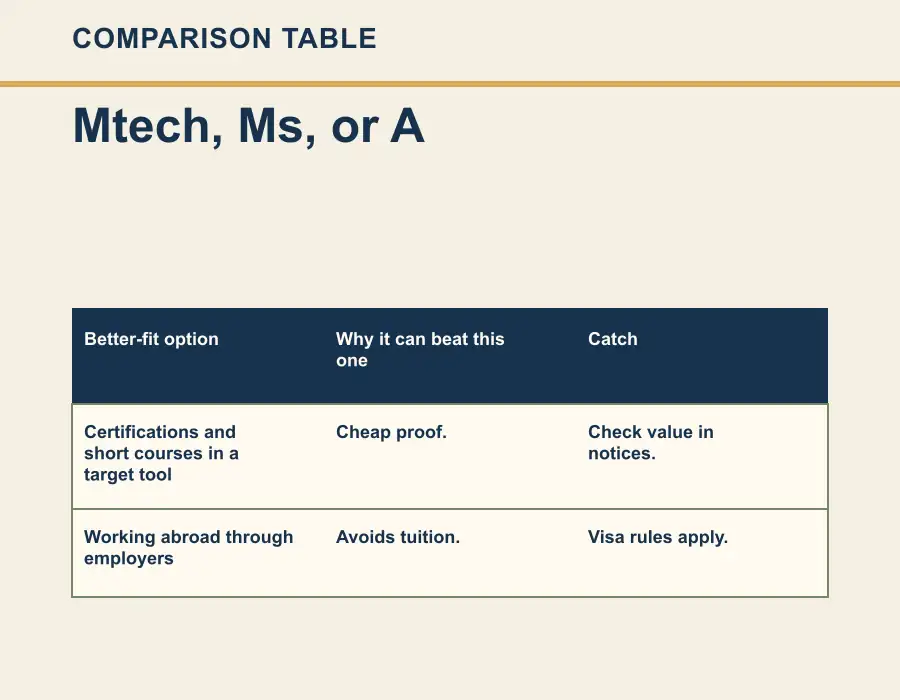 COMPARISON TABLE
Mtech, Ms, or A
Better-fit option
Why it can beat this
one
Catch
Certifications and
short courses in a
target tool
Cheap proof.
Check value in
notices.
Working abroad through
employers
Avoids tuition.
Visa rules apply.